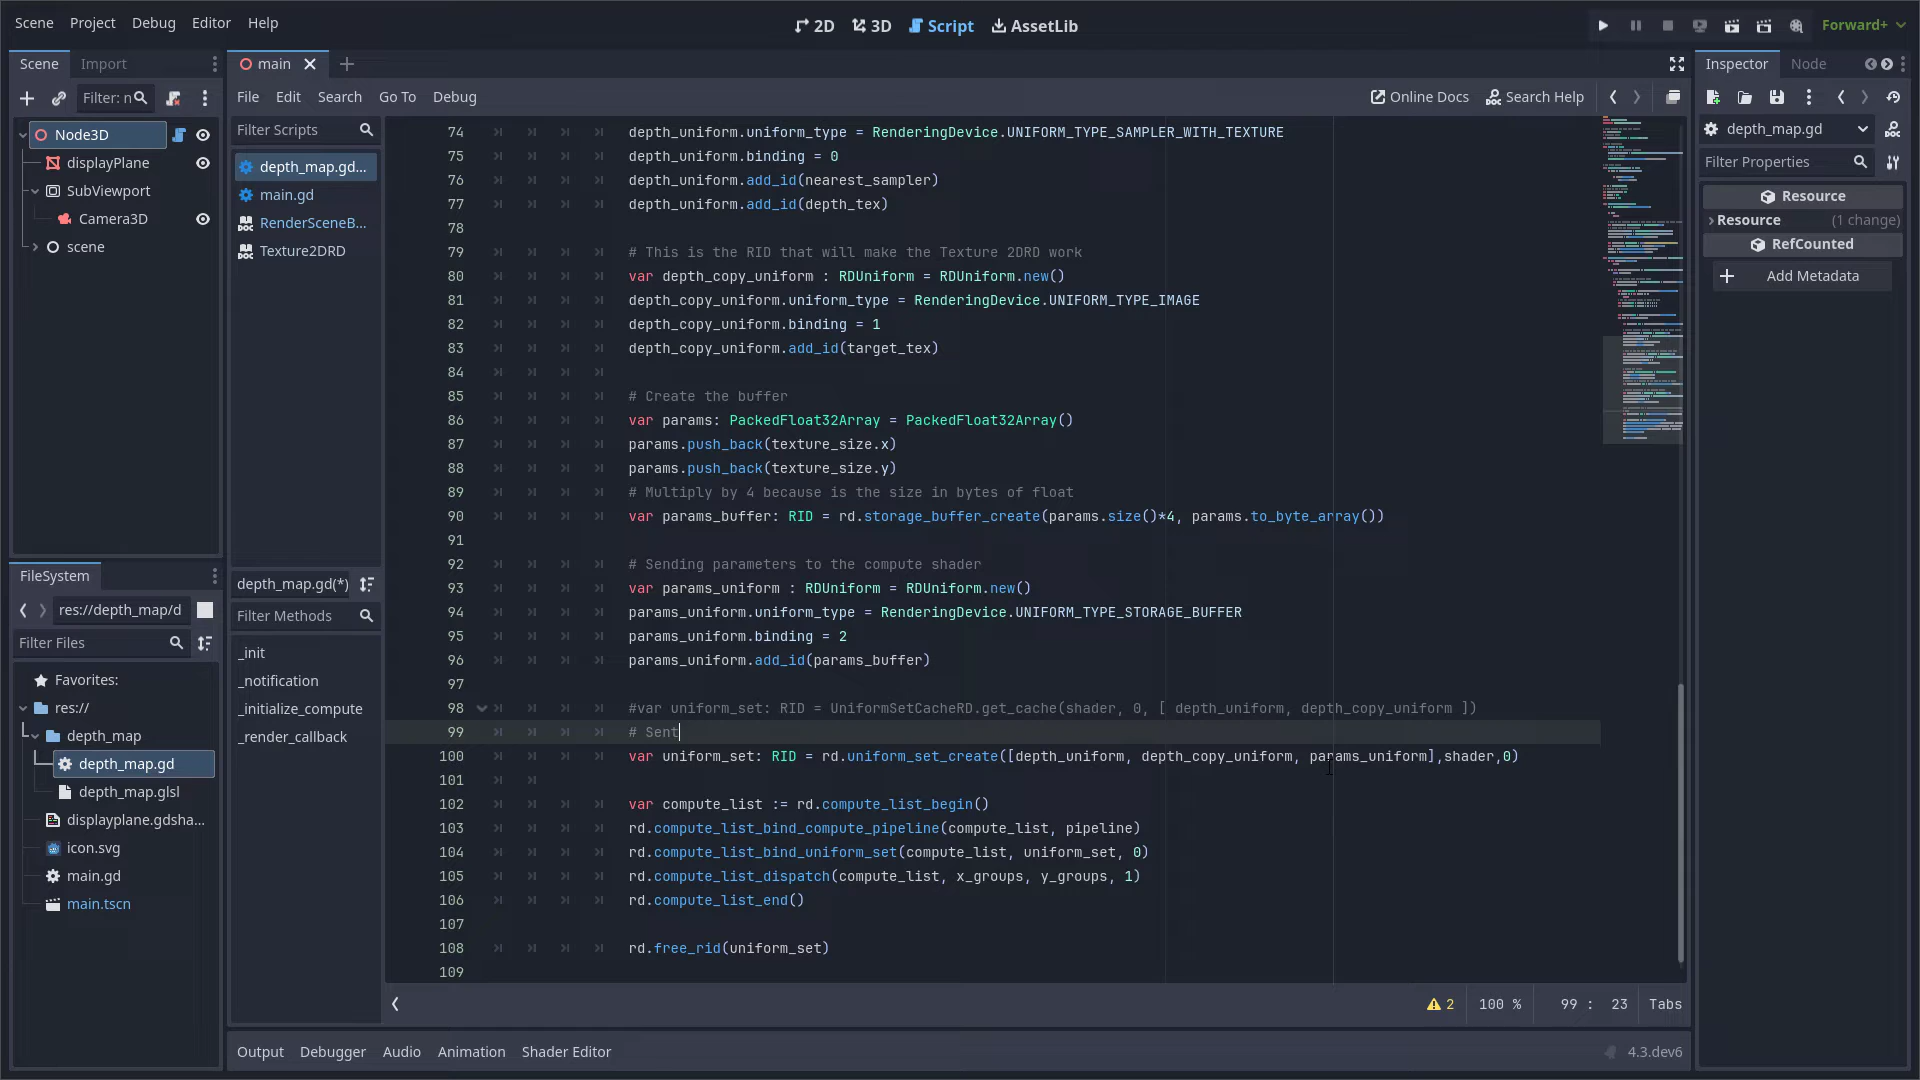 Scene Project Debug Editor Help
2D 3D Script AssetLib
Forward+
Scene Import
main
Inspector Node
Filter: n
File Edit Search Go To Debug
Online Docs Search Help
Filter Scripts
depth_map.gd
Filter Properties
Node3D
displayPlane
SubViewport
Camera3D
scene
depth_map.gd...
main.gd
RenderSceneB...
Texture2DRD
Resource
Resource (1 change)
RefCounted
Add Metadata
74 depth_uniform.uniform_type = RenderingDevice.UNIFORM_TYPE_SAMPLER_WITH_TEXTURE
75 depth_uniform.binding = 0
76 depth_uniform.add_id(nearest_sampler)
77 depth_uniform.add_id(depth_tex)
78
79 # This is the RID that will make the Texture 2DRD work
80 var depth_copy_uniform : RDUniform = RDUniform.new()
81 depth_copy_uniform.uniform_type = RenderingDevice.UNIFORM_TYPE_IMAGE
82 depth_copy_uniform.binding = 1
83 depth_copy_uniform.add_id(target_tex)
84
85 # Create the buffer
86 var params: PackedFloat32Array = PackedFloat32Array()
87 params.push_back(texture_size.x)
88 params.push_back(texture_size.y)
89 # Multiply by 4 because is the size in bytes of float
90 var params_buffer: RID = rd.storage_buffer_create(params.size()*4, params.to_byte_array())
91
92 # Sending parameters to the compute shader
93 var params_uniform : RDUniform = RDUniform.new()
94 params_uniform.uniform_type = RenderingDevice.UNIFORM_TYPE_STORAGE_BUFFER
95 params_uniform.binding = 2
96 params_uniform.add_id(params_buffer)
97
98 #var uniform_set: RID = UniformSetCacheRD.get_cache(shader, 0, [ depth_uniform, depth_copy_uniform ])
99 # Sent
100 var uniform_set: RID = rd.uniform_set_create([depth_uniform, depth_copy_uniform, params_uniform],shader,0)
101
102 var compute_list := rd.compute_list_begin()
103 rd.compute_list_bind_compute_pipeline(compute_list, pipeline)
104 rd.compute_list_bind_uniform_set(compute_list, uniform_set, 0)
105 rd.compute_list_dispatch(compute_list, x_groups, y_groups, 1)
106 rd.compute_list_end()
107
108 rd.free_rid(uniform_set)
109
FileSystem
res://depth_map/d
Filter Files
Favorites:
res://
depth_map
depth_map.gd
depth_map.glsl
displayplane.gdsha...
icon.svg
main.gd
main.tscn
depth_map.gd(*)
Filter Methods
_init
_notification
_initialize_compute
_render_callback
2 100 % 99 : 23 Tabs
Output Debugger Audio Animation Shader Editor
4.3.dev6